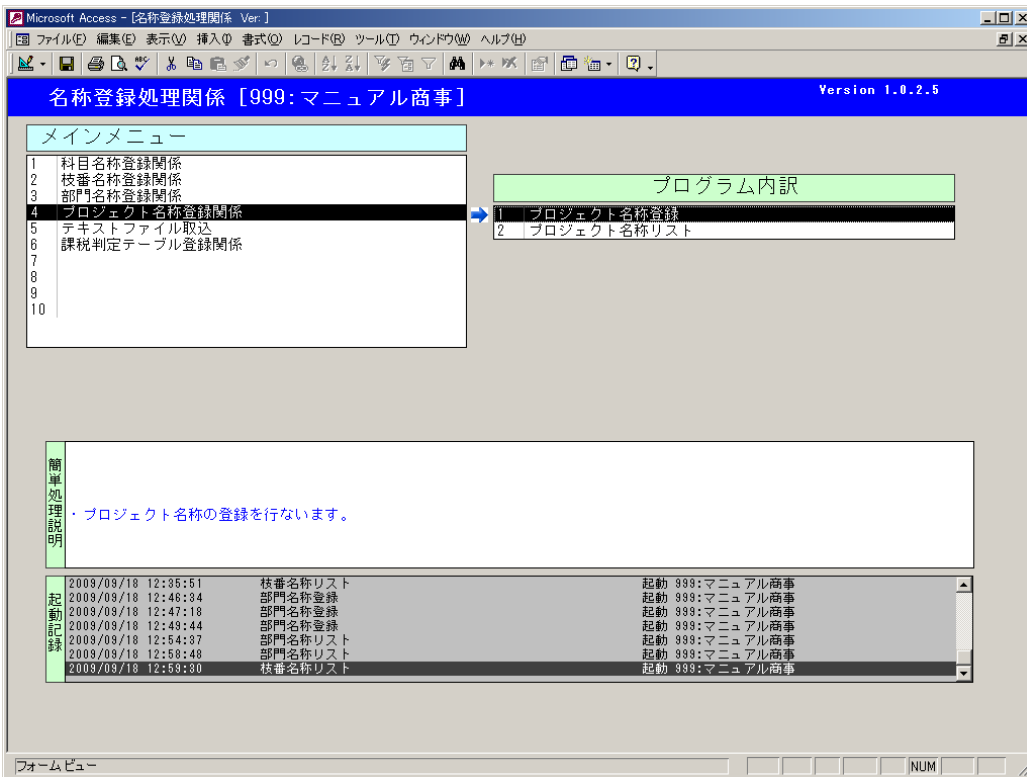 Microsoft Access - [名称登録処理関係 Ver: ]
ファイル(F) 編集(E) 表示(V) 挿入(I) 書式(O) レコード(R) ツール(T) ウィンドウ(W) ヘルプ(H)
名称登録処理関係 [999:マニュアル商事]
Version 1.0.2.5
メインメニュー
1 科目名称登録関係
2 枝番名称登録関係
3 部門名称登録関係
4 プロジェクト名称登録関係
5 テキストファイル取込
6 課税判定テーブル登録関係
7
8
9
10
プログラム内訳
1 プロジェクト名称登録
2 プロジェクト名称リスト
簡単処理説明
・プロジェクト名称の登録を行ないます。
起動記録
2009/09/18 12:35:51 枝番名称リスト 起動 999:マニュアル商事
2009/09/18 12:46:34 部門名称登録 起動 999:マニュアル商事
2009/09/18 12:47:18 部門名称登録 起動 999:マニュアル商事
2009/09/18 12:49:44 部門名称登録 起動 999:マニュアル商事
2009/09/18 12:54:37 部門名称リスト 起動 999:マニュアル商事
2009/09/18 12:58:48 部門名称リスト 起動 999:マニュアル商事
2009/09/18 12:59:30 枝番名称リスト 起動 999:マニュアル商事
フォーム ビュー
NUM